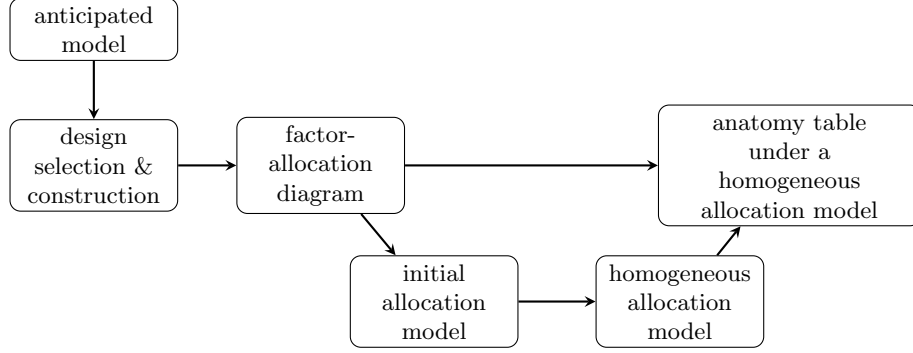 anticipated
model
design
selection &
construction
factor-
allocation
diagram
anatomy table
under a
homogeneous
allocation model
initial
allocation
model
homogeneous
allocation
model